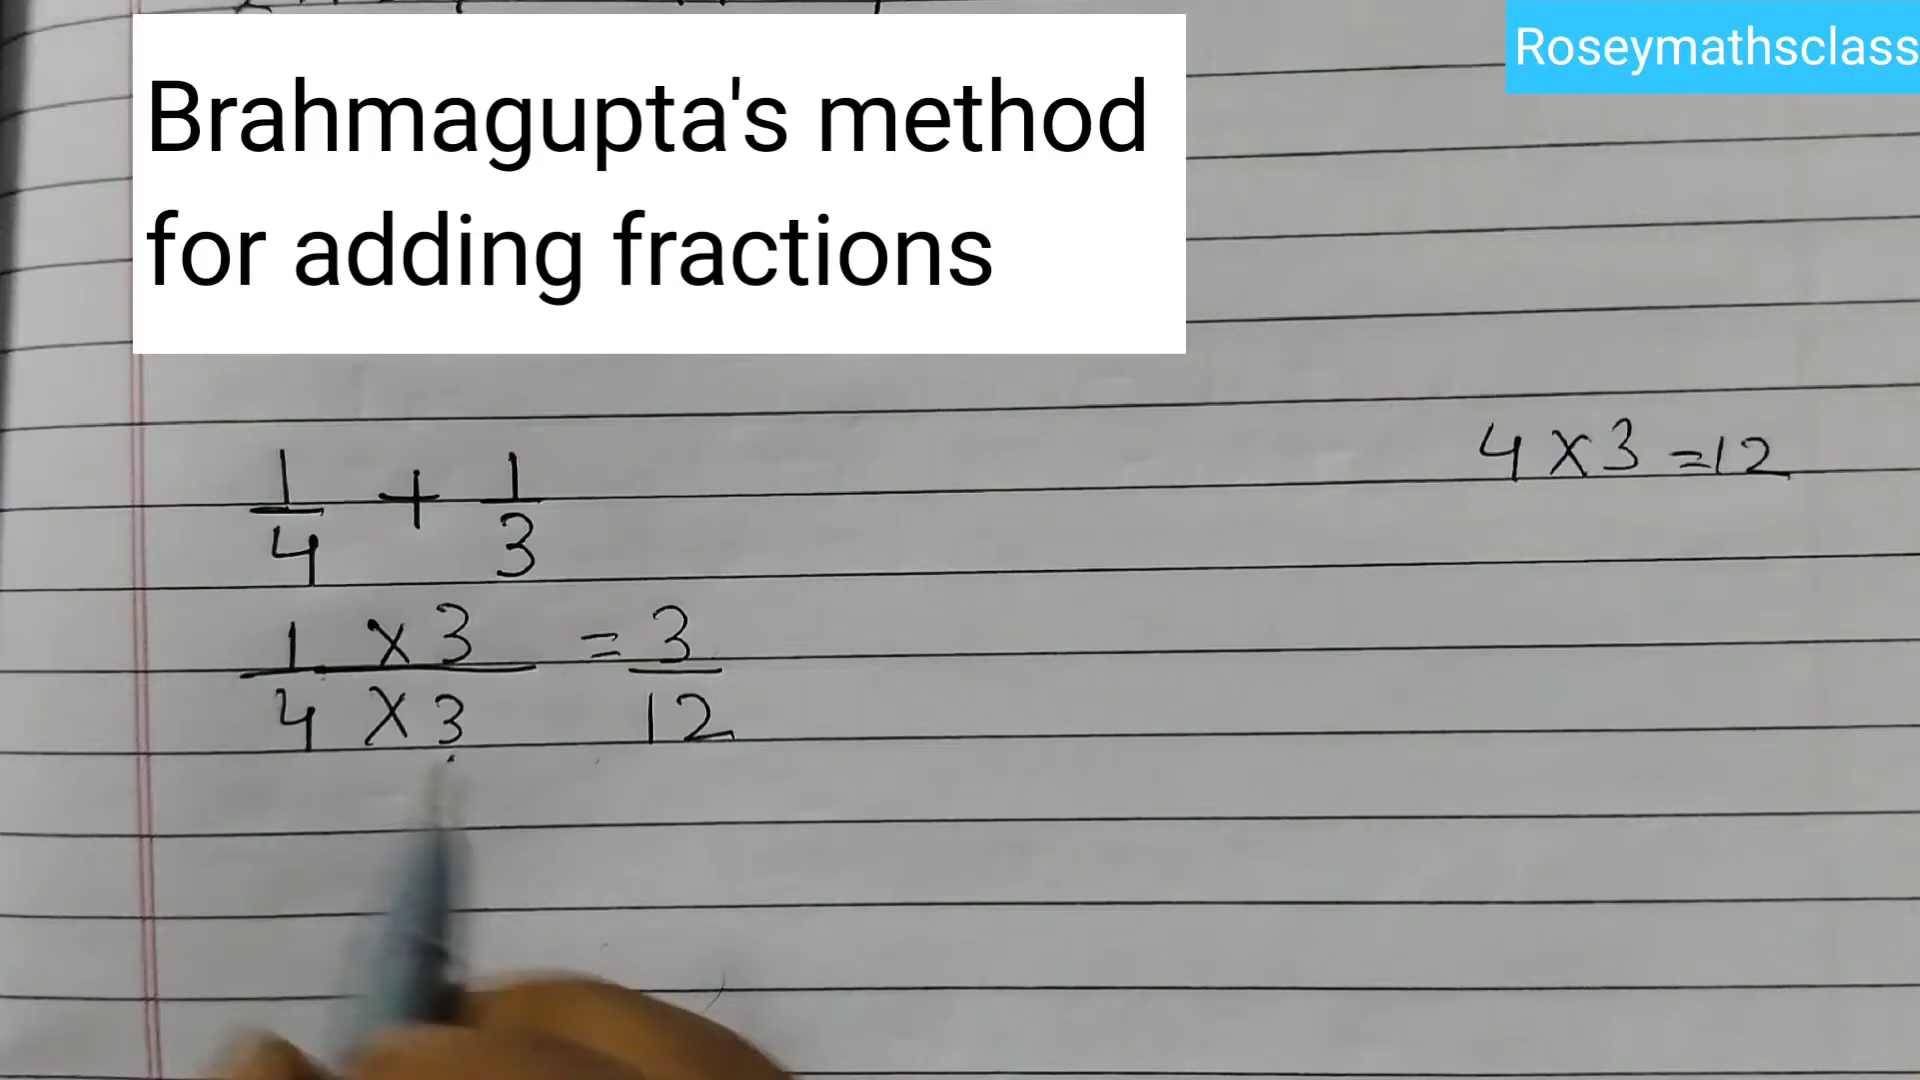 Roseymathsclass
Brahmagupta's method
for adding fractions
4 × 3 = 12
1/4 + 1/3
1 × 3 / 4 × 3 = 3/12